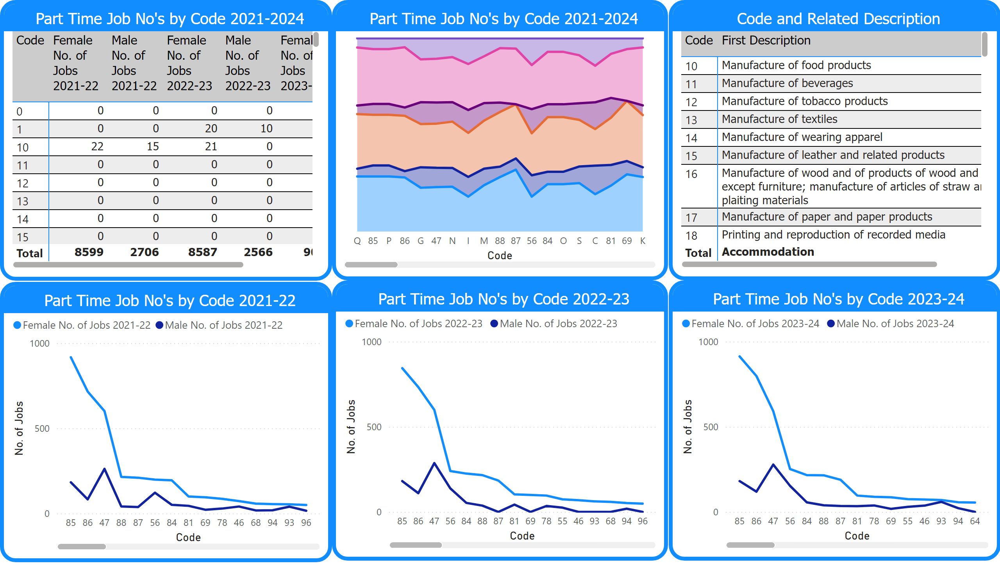 Part Time Job No's by Code 2021-2024
Code Female No. of Jobs 2021-22 Male No. of Jobs 2021-22 Female No. of Jobs 2022-23 Male No. of Jobs 2022-23 No. of Jobs 2023-
0 0 0 0 0
1 0 0 20 10
10 22 15 21 0
11 0 0 0 0
12 0 0 0 0
13 0 0 0 0
14 0 0 0 0
15 0 0 0 0
Total 8599 2706 8587 2566
Part Time Job No's by Code 2021-2024
Q 85 P 86 G 47 N I M 88 87 56 84 O S C 81 69 K
Code
Code and Related Description
Code First Description
10 Manufacture of food products
11 Manufacture of beverages
12 Manufacture of tobacco products
13 Manufacture of textiles
14 Manufacture of wearing apparel
15 Manufacture of leather and related products
16 Manufacture of wood and of products of wood and
except furniture; manufacture of articles of straw
plaiting materials
17 Manufacture of paper and paper products
18 Printing and reproduction of recorded media
Total Accommodation
Part Time Job No's by Code 2021-22
Female No. of Jobs 2021-22 Male No. of Jobs 2021-22
No. of Jobs
1000
500
0
85 86 47 88 87 56 84 81 69 78 46 68 94 93 96
Code
Part Time Job No's by Code 2022-23
Female No. of Jobs 2022-23 Male No. of Jobs 2022-23
No. of Jobs
1000
500
0
85 86 47 56 84 88 87 81 69 78 55 46 93 68 94 96
Code
Part Time Job No's by Code 2023-24
Female No. of Jobs 2023-24 Male No. of Jobs 2023-24
No. of Jobs
1000
500
0
85 86 47 56 84 88 87 81 78 69 55 46 93 94 64
Code